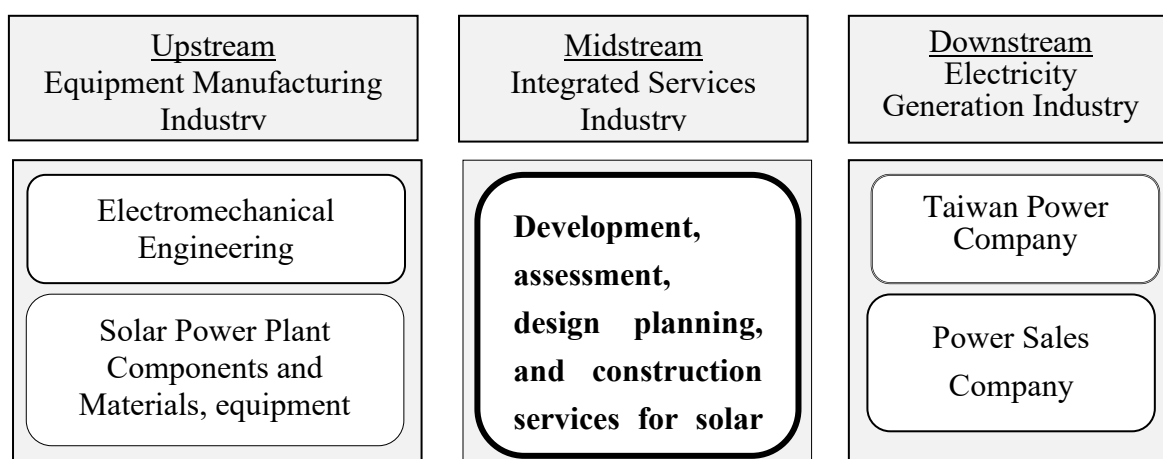 Upstream
Equipment Manufacturing
Industry
Midstream
Integrated Services
Industry
Downstream
Electricity
Generation Industry
Electromechanical
Engineering
Solar Power Plant
Components and
Materials, equipment
Development,
assessment,
design planning,
and construction
services for solar
Taiwan Power
Company
Power Sales
Company